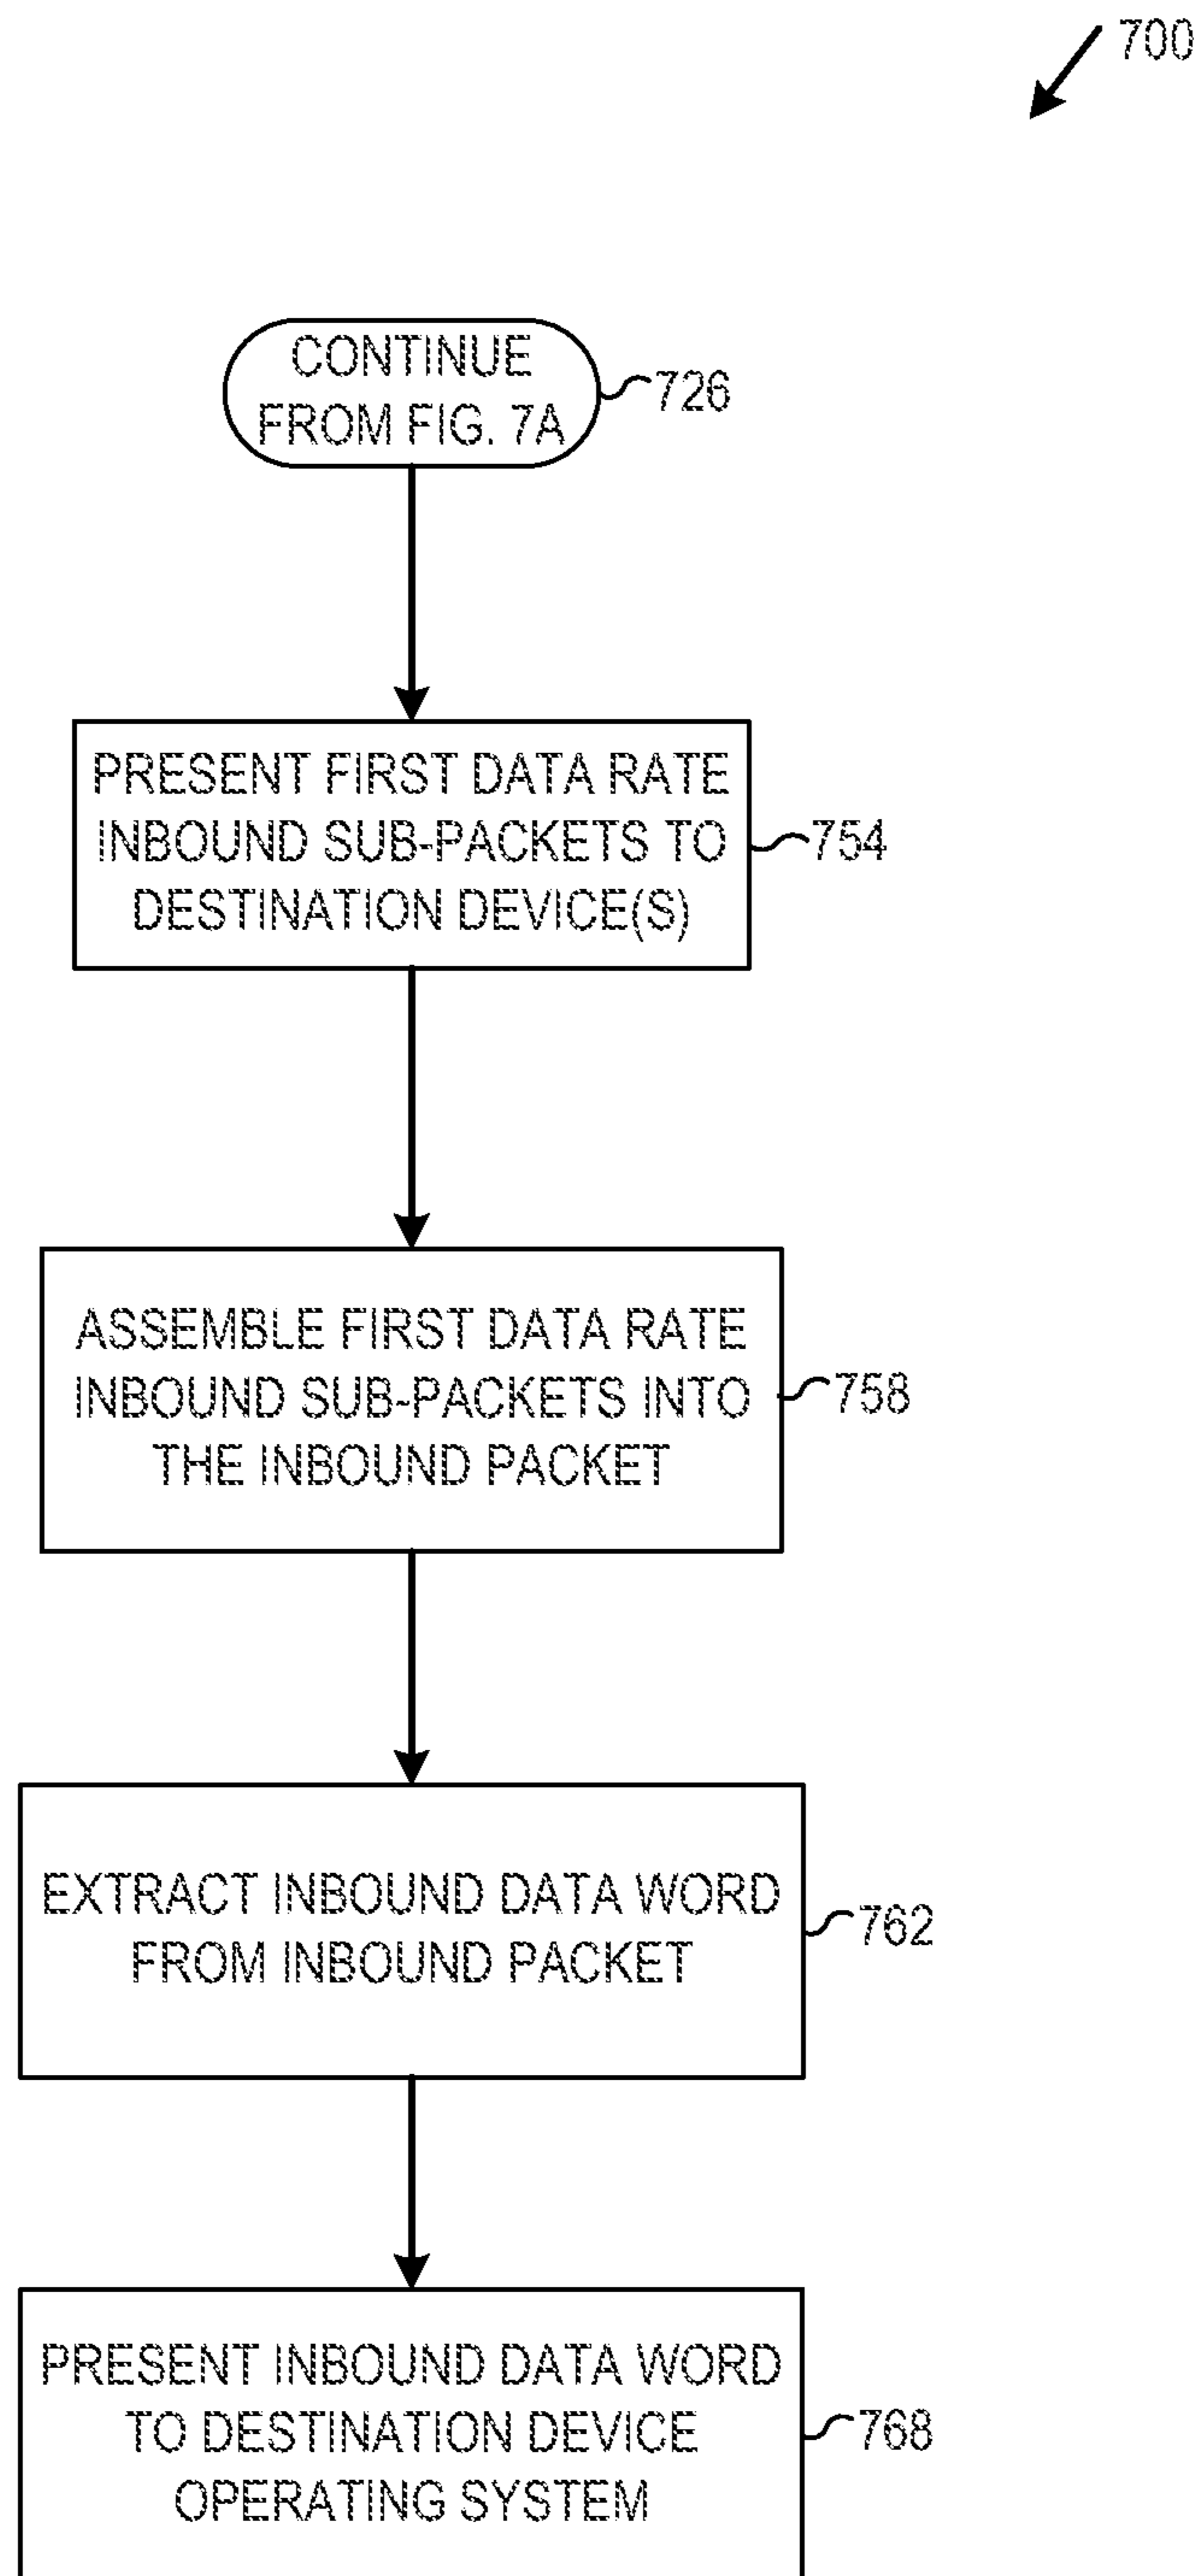 700
CONTINUE
FROM FIG. 7A
726
PRESENT FIRST DATA RATE
INBOUND SUB-PACKETS TO
DESTINATION DEVICE(S)
754
ASSEMBLE FIRST DATA RATE
INBOUND SUB-PACKETS INTO
THE INBOUND PACKET
758
EXTRACT INBOUND DATA WORD
FROM INBOUND PACKET
762
PRESENT INBOUND DATA WORD
TO DESTINATION DEVICE
OPERATING SYSTEM
768